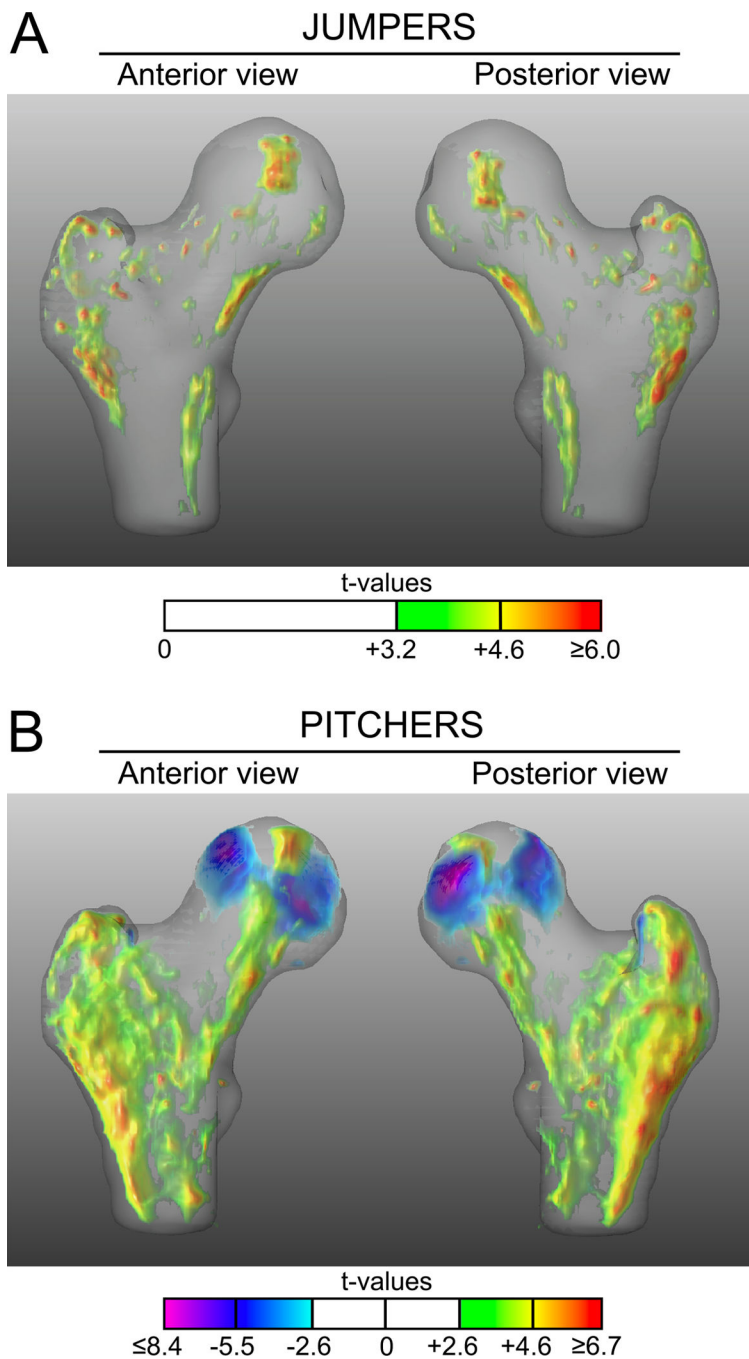 A
JUMPERS
Anterior view Posterior view
t-values
0 +3.2 +4.6 ≥6.0
B
PITCHERS
Anterior view Posterior view
t-values
≤8.4 -5.5 -2.6 0 +2.6 +4.6 ≥6.7